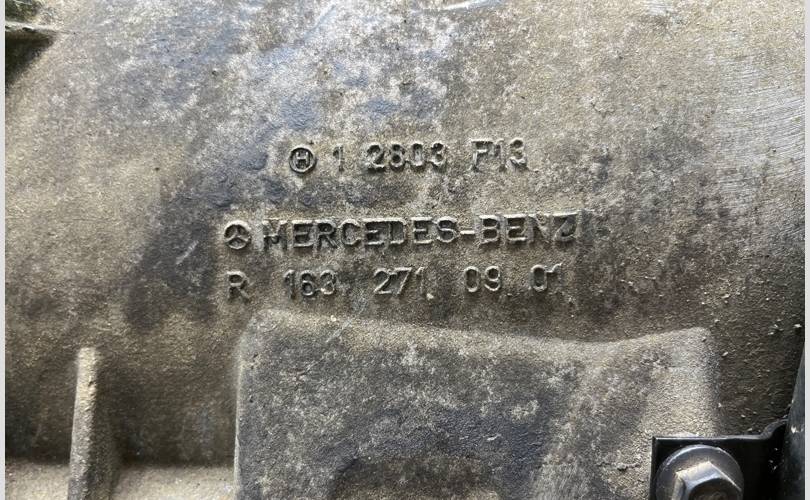 H 1 2803 F13
MERCEDES-BENZ
R 163 271 09 01